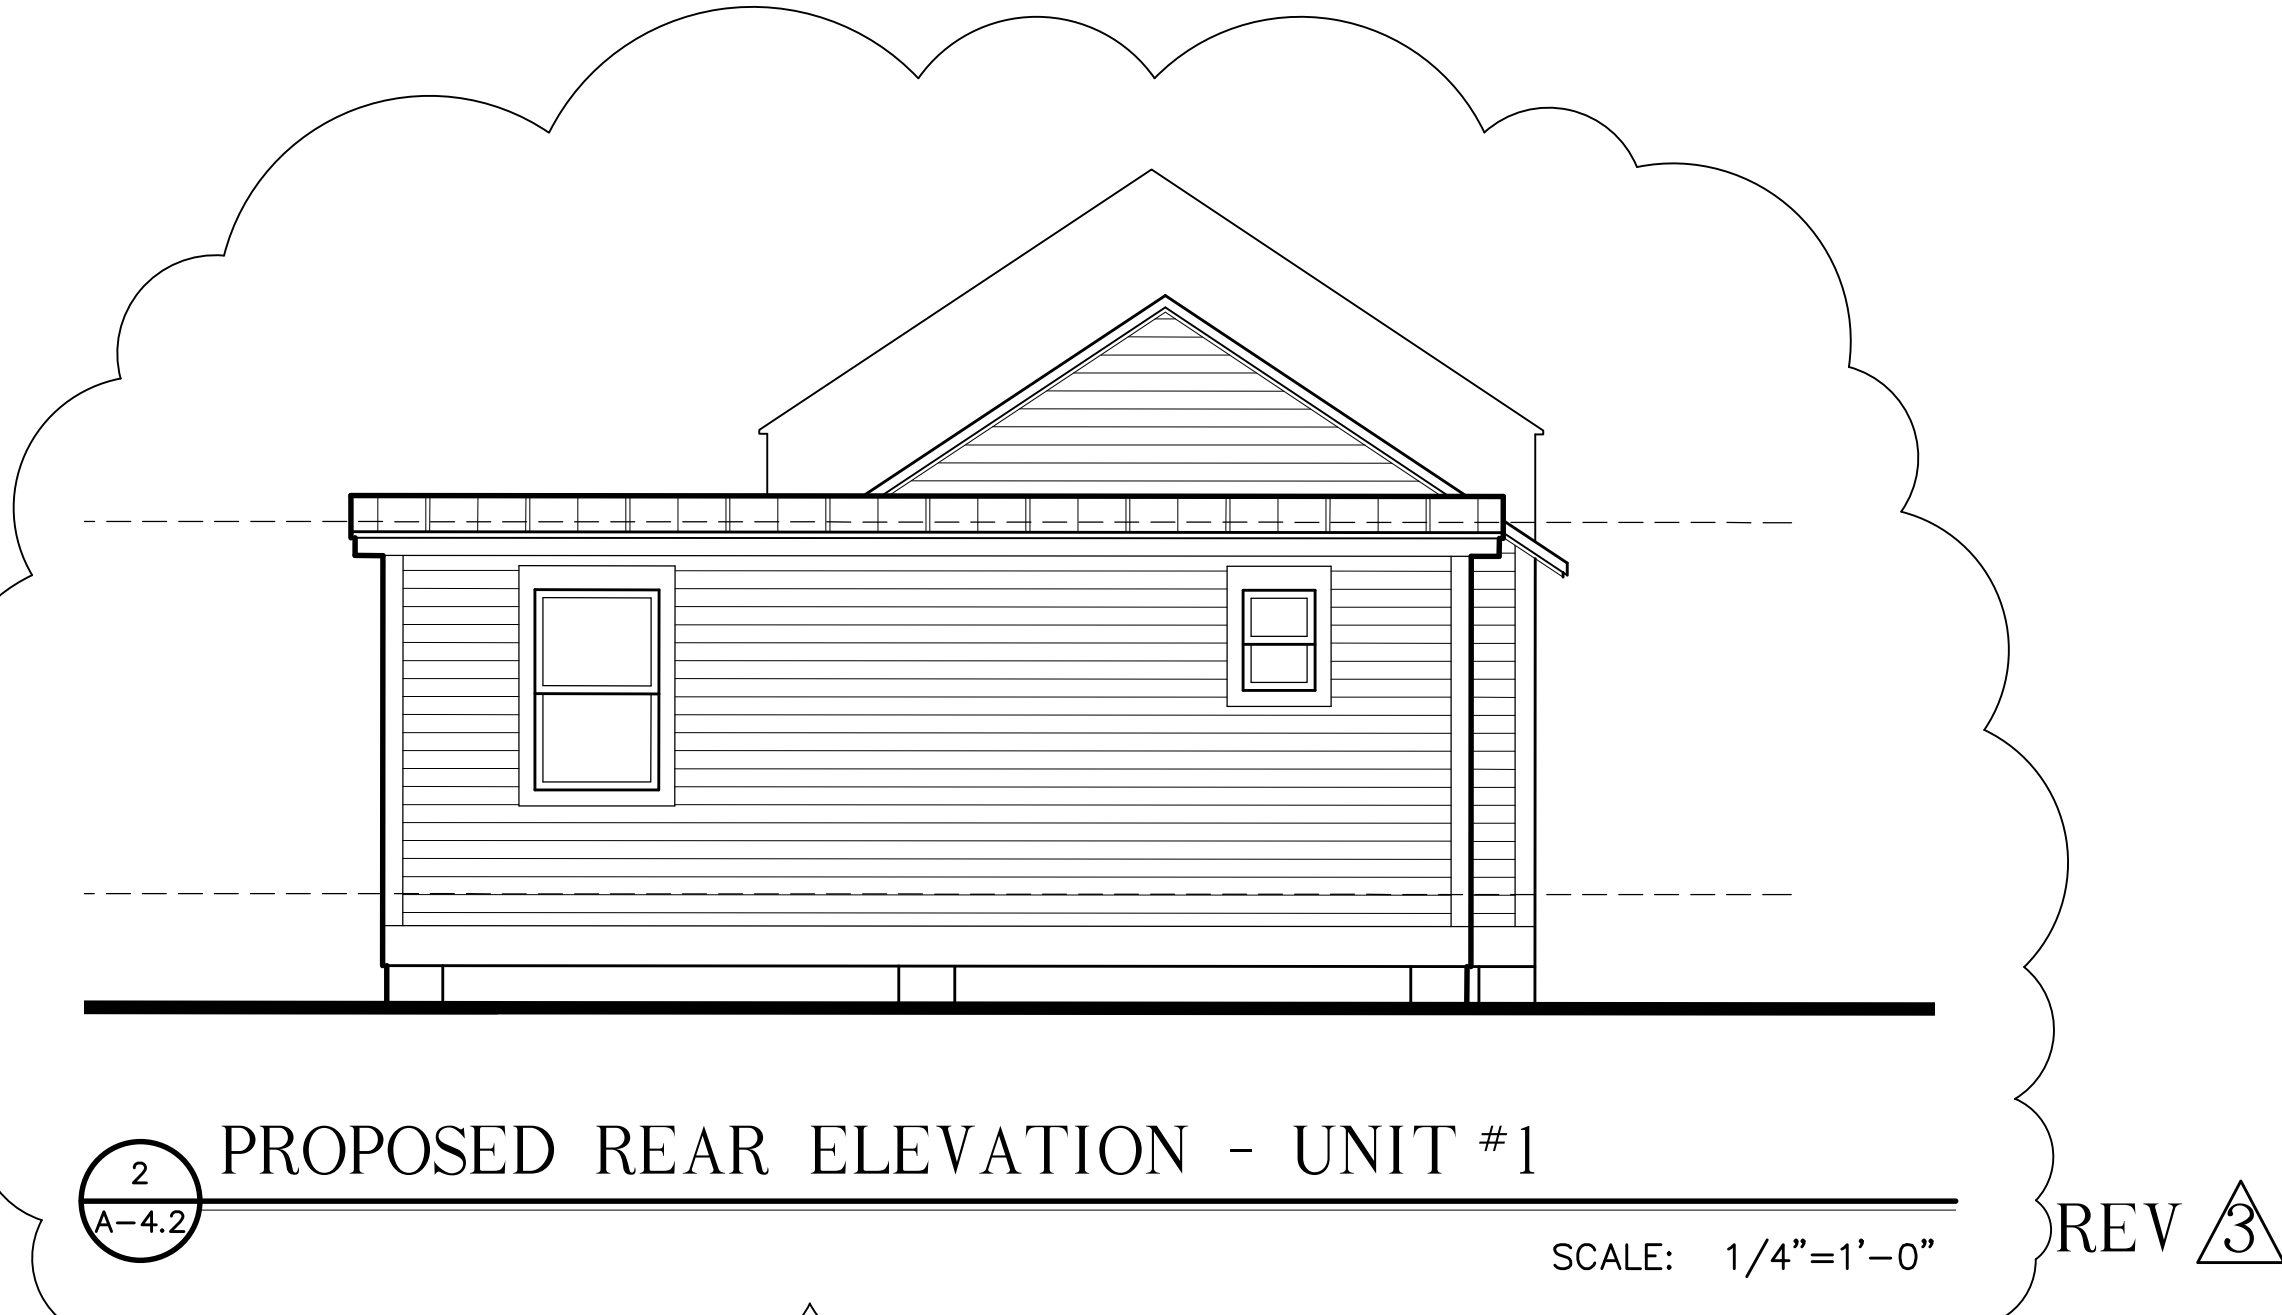 PROPOSED REAR ELEVATION - UNIT #1
2
A-4.2
SCALE: 1/4"=1'-0"
REV 3